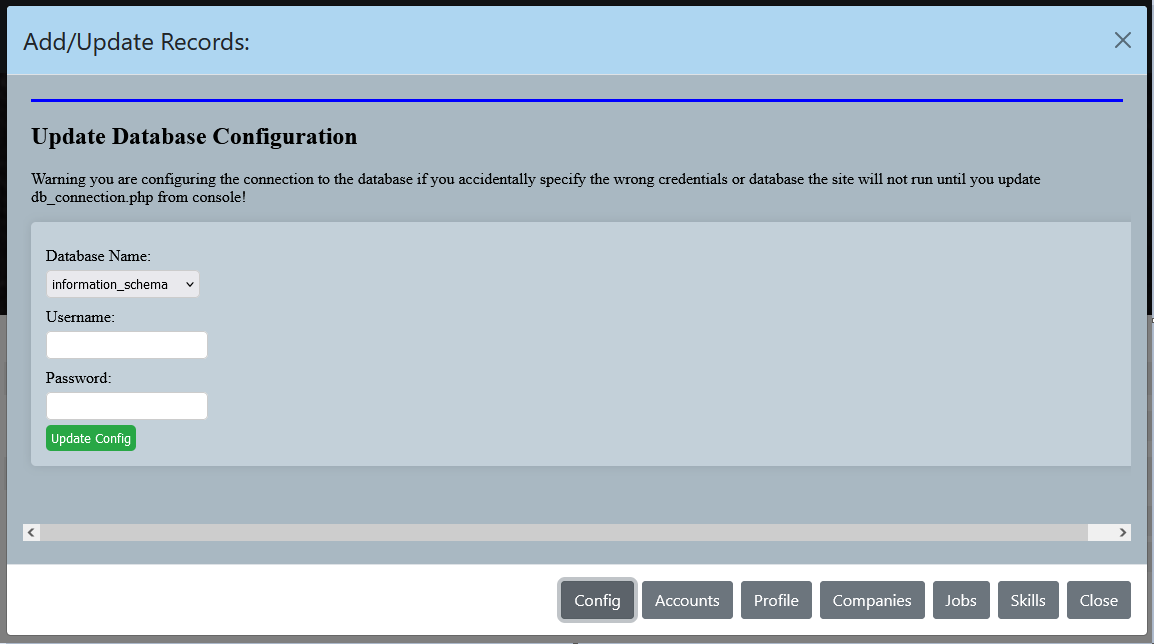 Add/Update Records:
Update Database Configuration
Warning you are configuring the connection to the database if you accidentally specify the wrong credentials or database the site will not run until you update
db_connection.php from console!
Database Name:
information_schema
Username:
Password:
Update Config
Config Accounts Profile Companies Jobs Skills Close